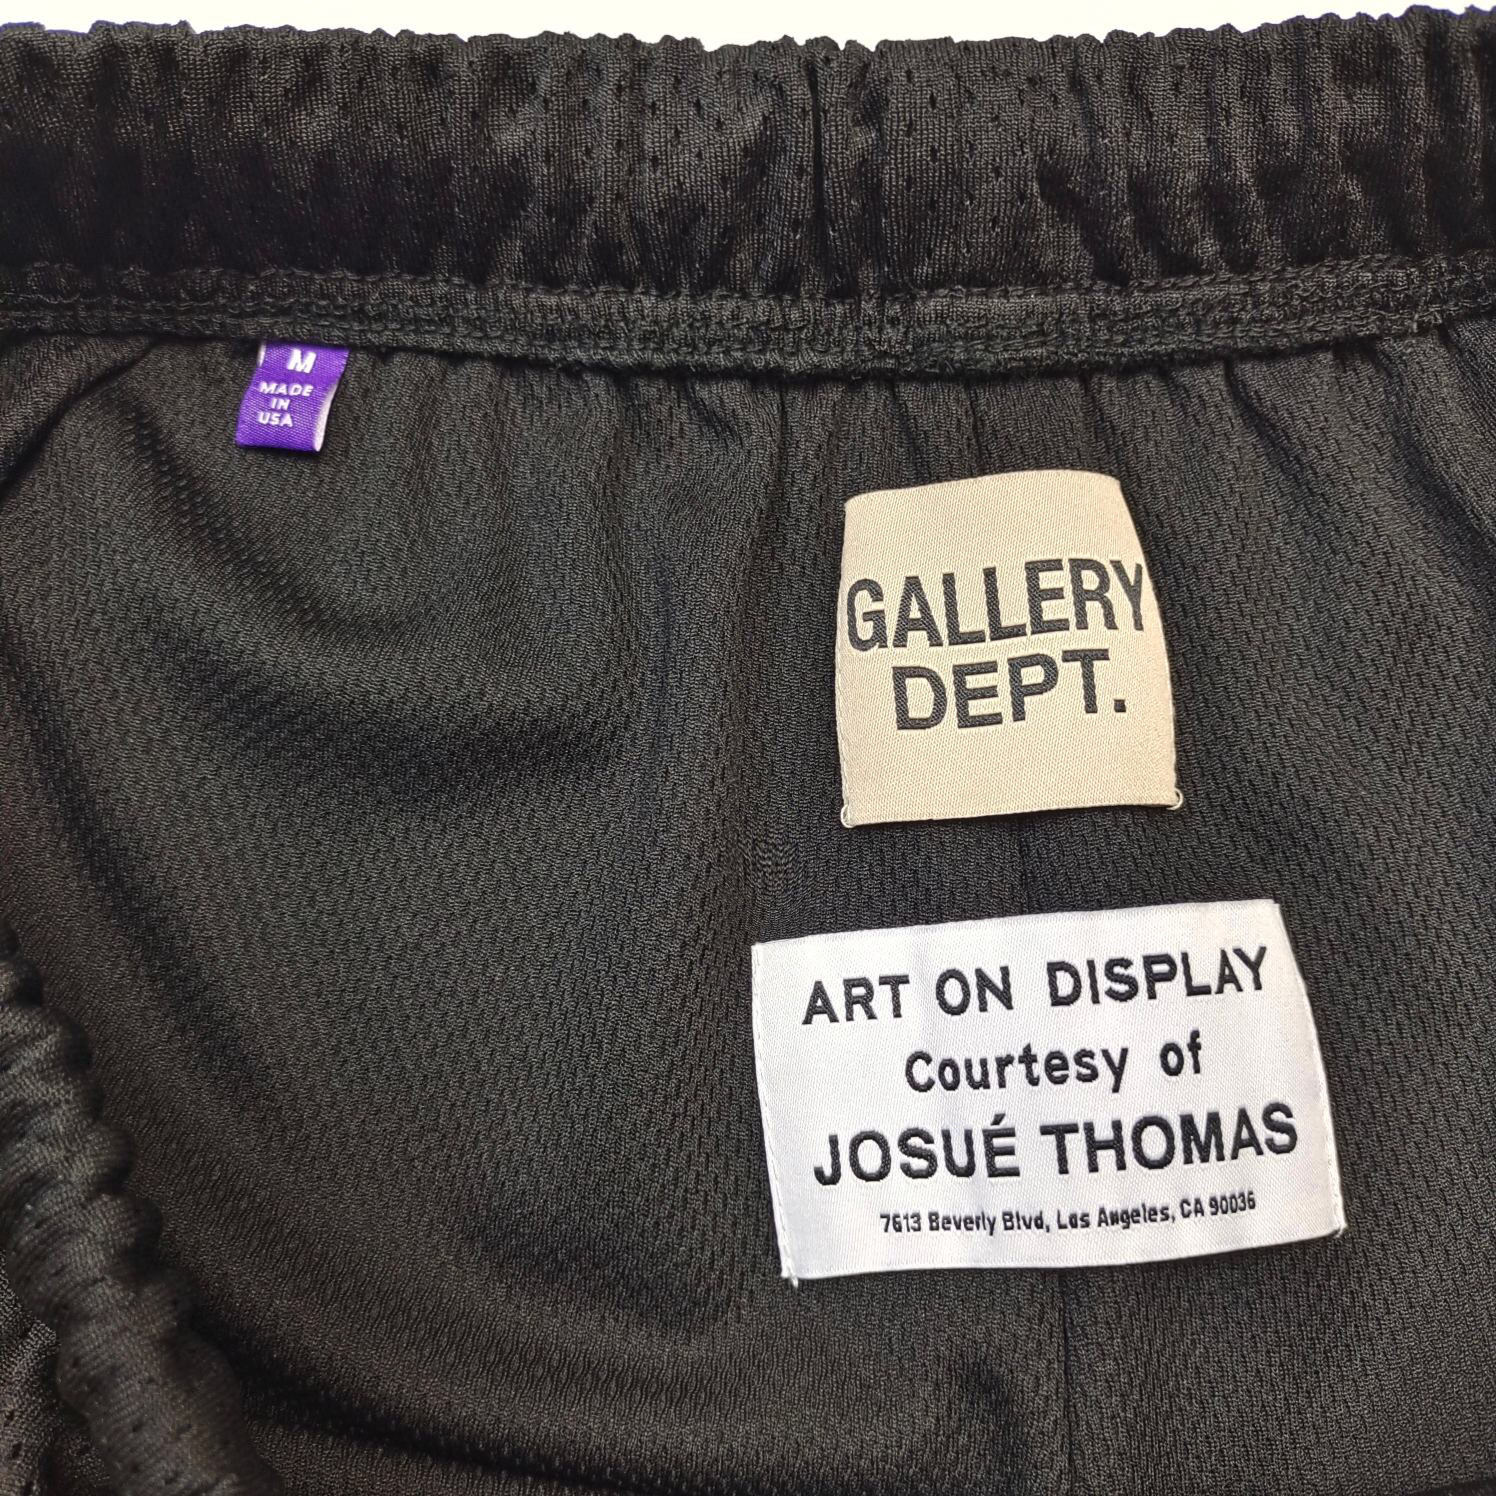 M
MADE
IN
USA
GALLERY
DEPT.
ART ON DISPLAY
Courtesy of
JOSUÉ THOMAS
7613 Beverly Blvd, Los Angeles, CA 90036